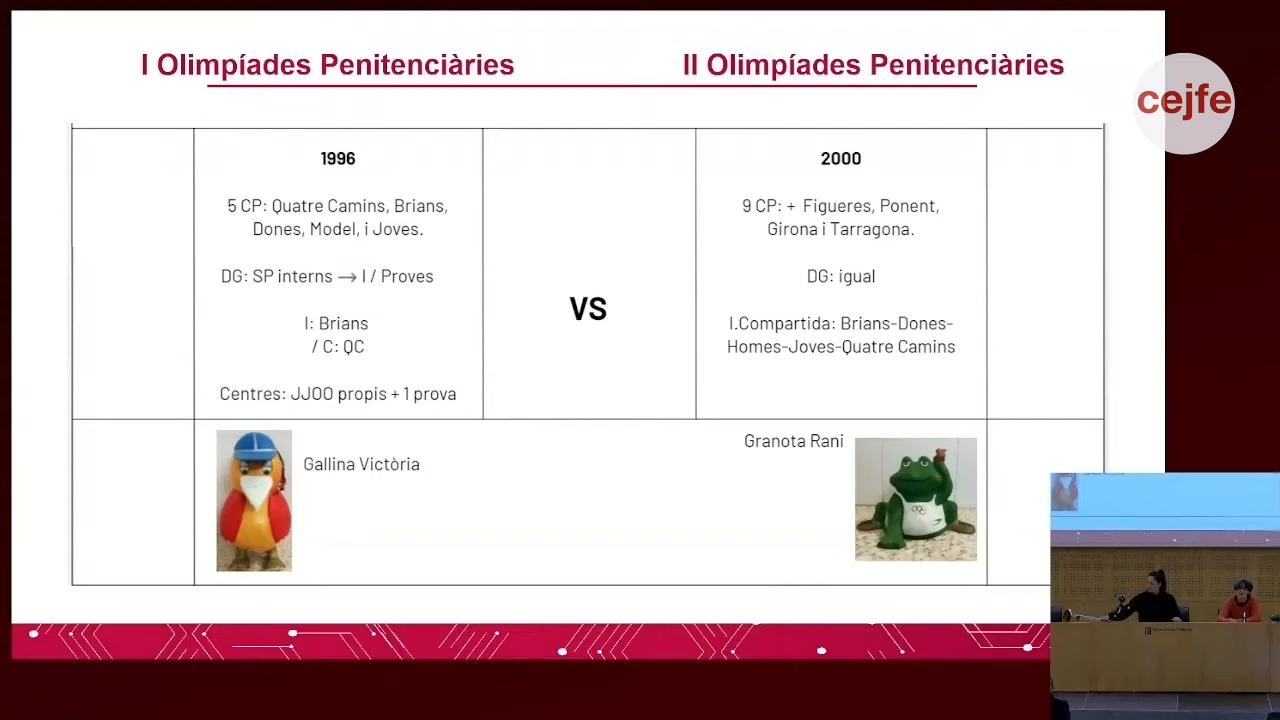 I Olimpíades Penitenciàries
II Olimpíades Penitenciàries
cejfe
1996
5 CP: Quatre Camins, Brians,
Dones, Model, i Joves.
DG: SP interns → I / Proves
I: Brians
/ C: QC
Centres: JJOO propis + 1 prova
VS
2000
9 CP: + Figueres, Ponent,
Girona i Tarragona.
DG: igual
I.Compartida: Brians-Dones-
Homes-Joves-Quatre Camins
Gallina Victòria
Granota Rani